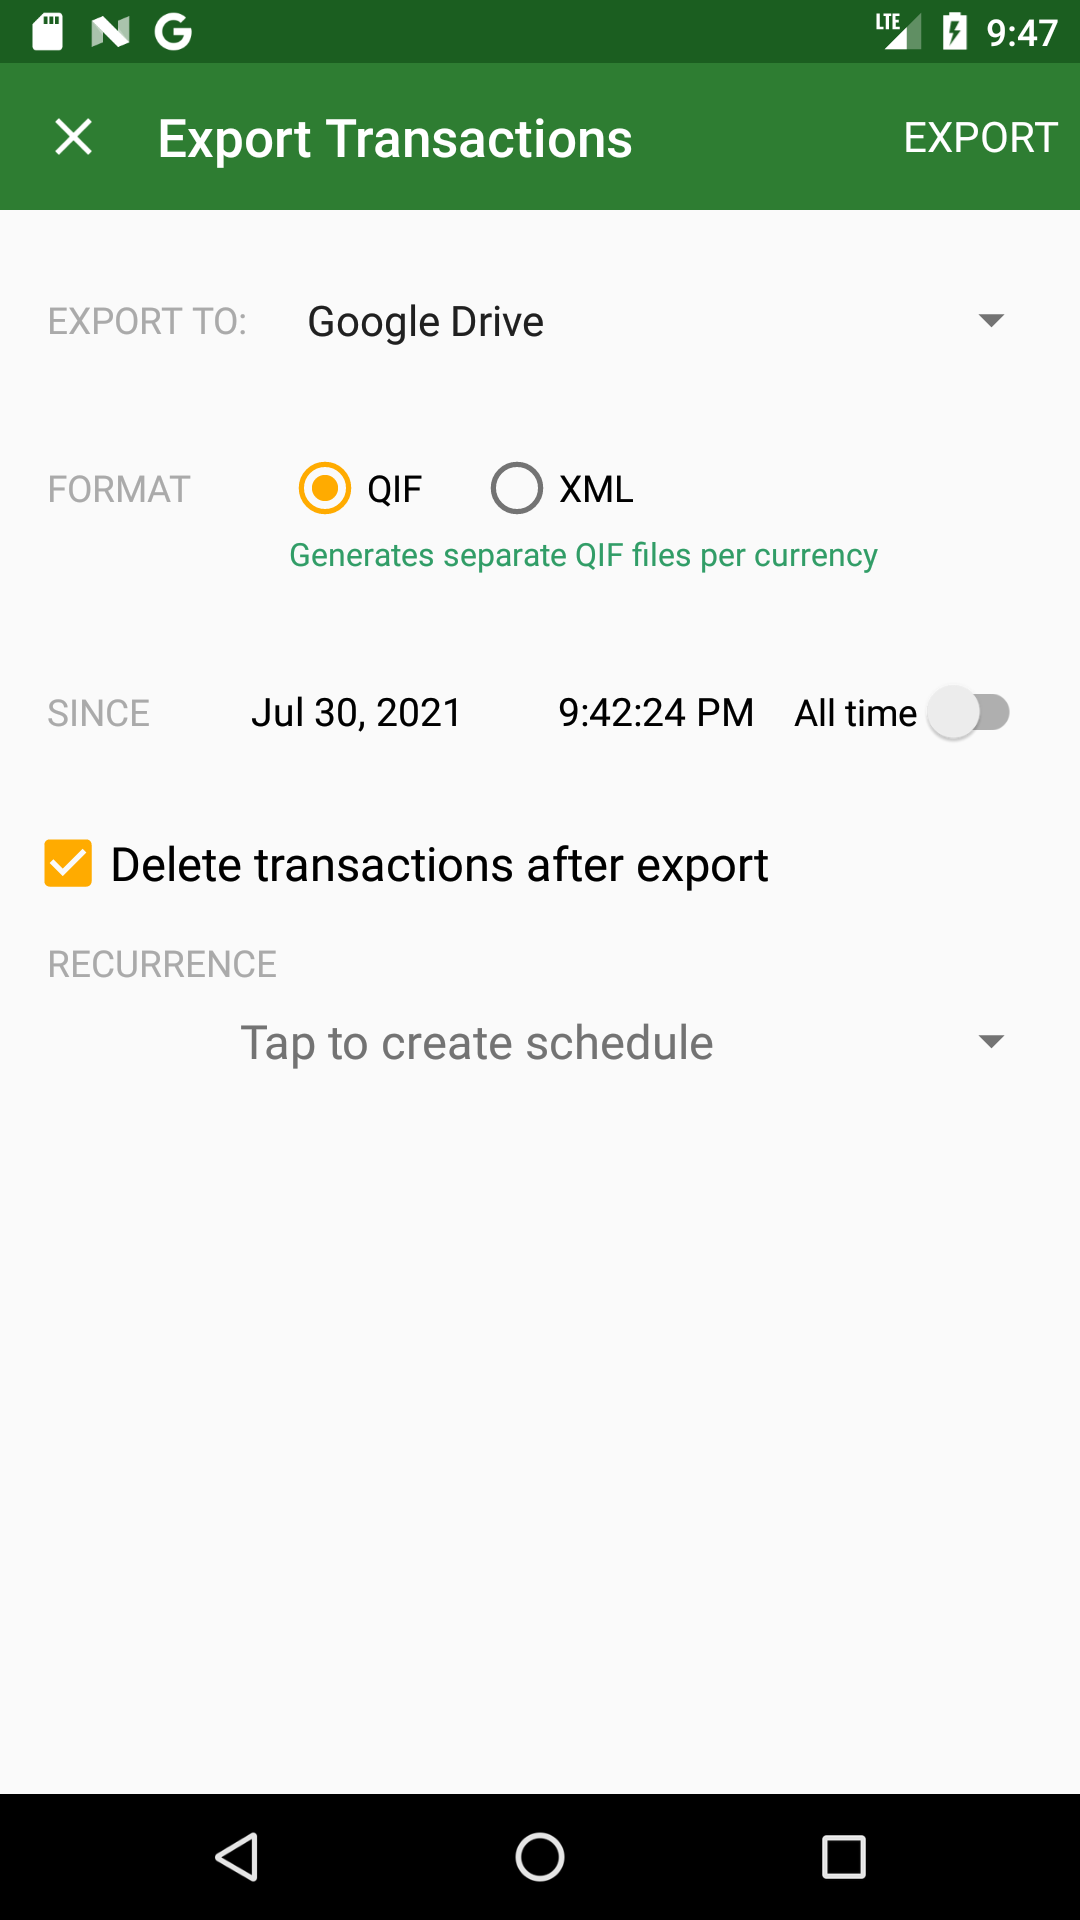 LTE 9:47
Export Transactions EXPORT
EXPORT TO: Google Drive
FORMAT QIF XML
Generates separate QIF files per currency
SINCE Jul 30, 2021 9:42:24 PM All time
Delete transactions after export
RECURRENCE
Tap to create schedule